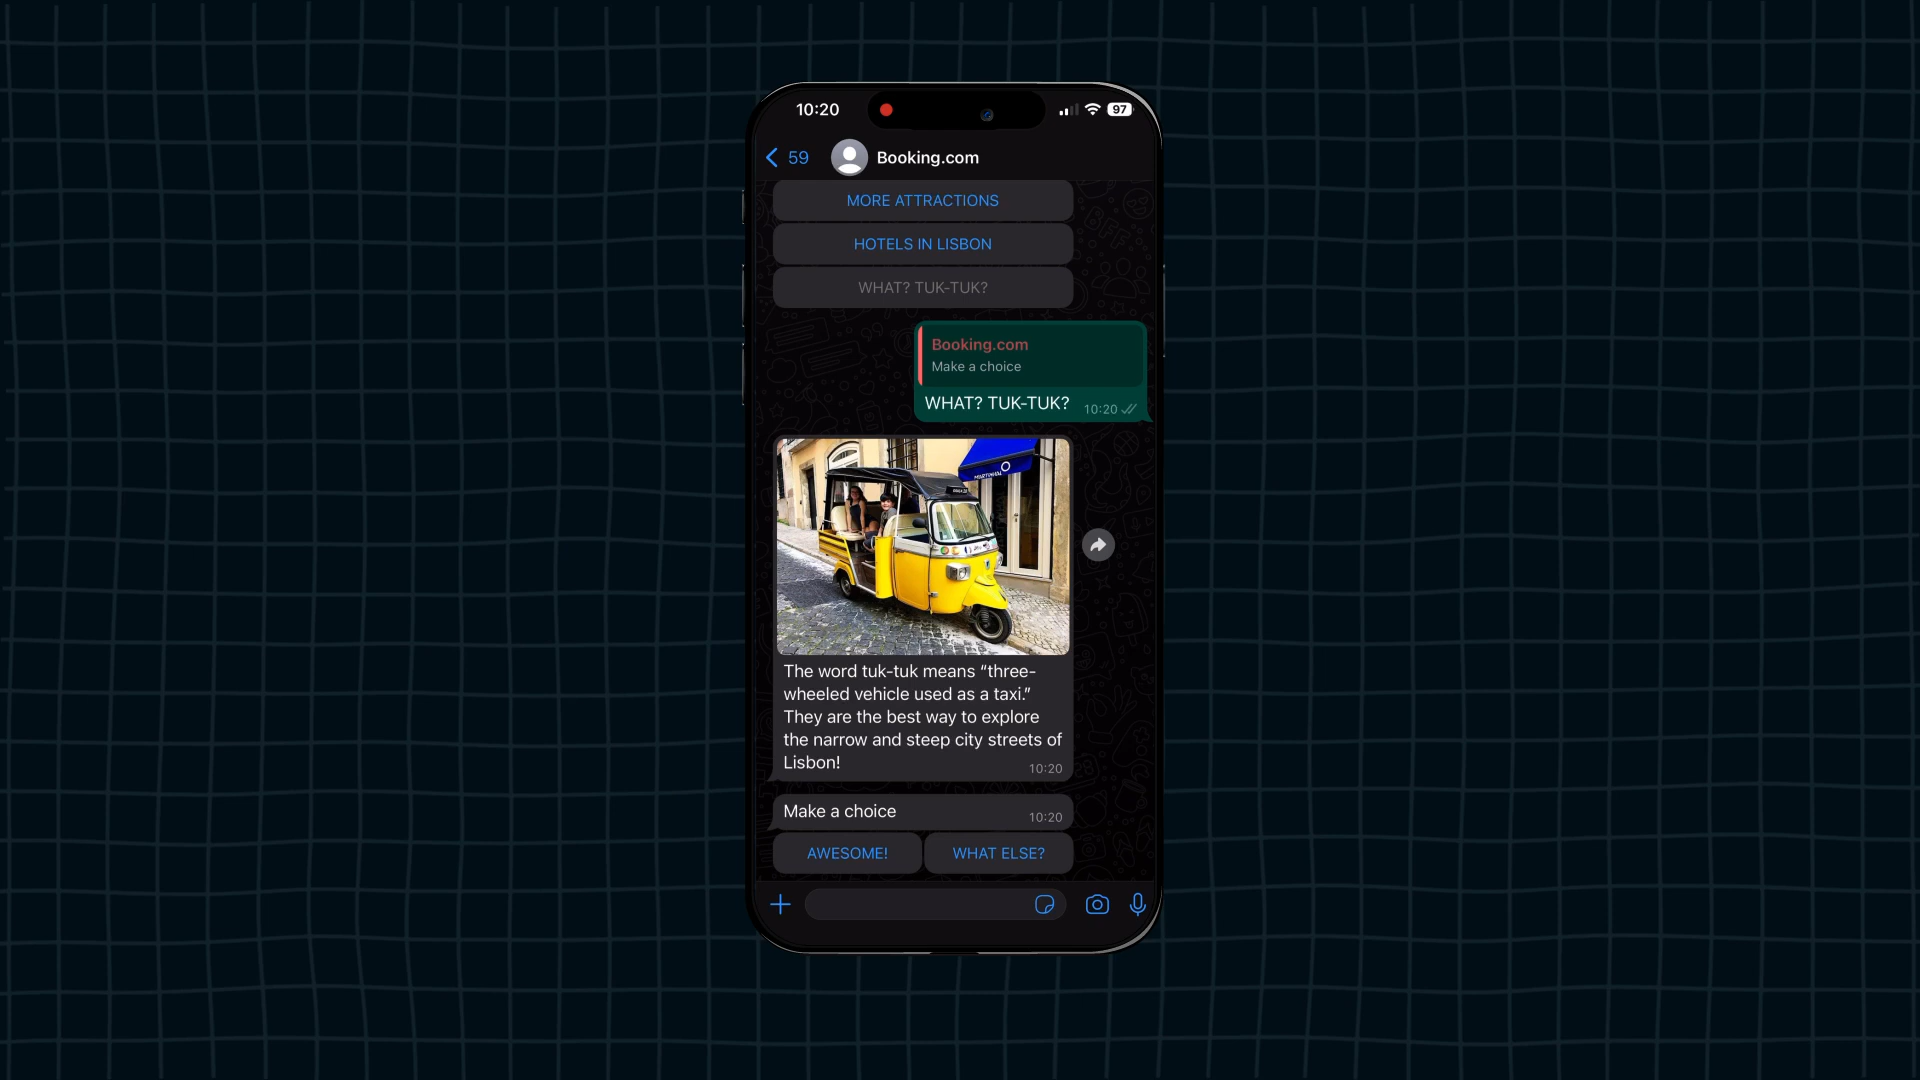 10:20
97
59
Booking.com
MORE ATTRACTIONS
HOTELS IN LISBON
WHAT? TUK-TUK?
Booking.com
Make a choice
WHAT? TUK-TUK? 10:20
The word tuk-tuk means “three-
wheeled vehicle used as a taxi.”
They are the best way to explore
the narrow and steep city streets of
Lisbon! 10:20
Make a choice 10:20
AWESOME! WHAT ELSE?